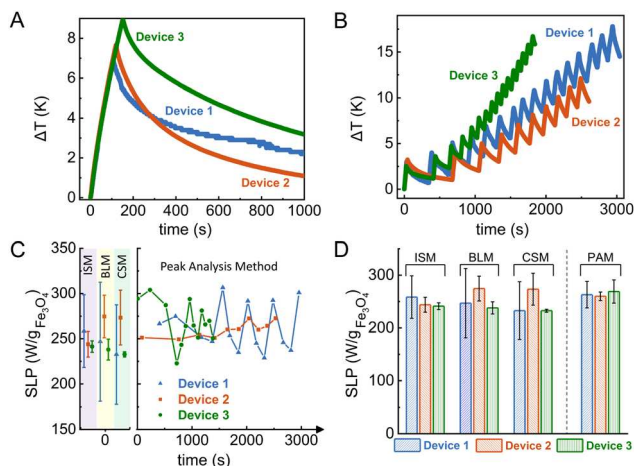 A
8
6
4
2
0
ΔT (K)
Device 3
Device 1
Device 2
0 200 400 600 800 1000
time (s)
B
15
10
5
0
ΔT (K)
Device 1
Device 3
Device 2
0 1000 2000 3000
time (s)
C
350
300
250
200
150
SLP (W/g Fe3O4)
ISM
BLM
CSM
Peak Analysis Method
Device 1
Device 2
Device 3
0 0 1000 2000 3000
time (s)
D
ISM BLM CSM PAM
300
200
100
0
SLP (W/g Fe3O4)
Device 1 Device 2 Device 3